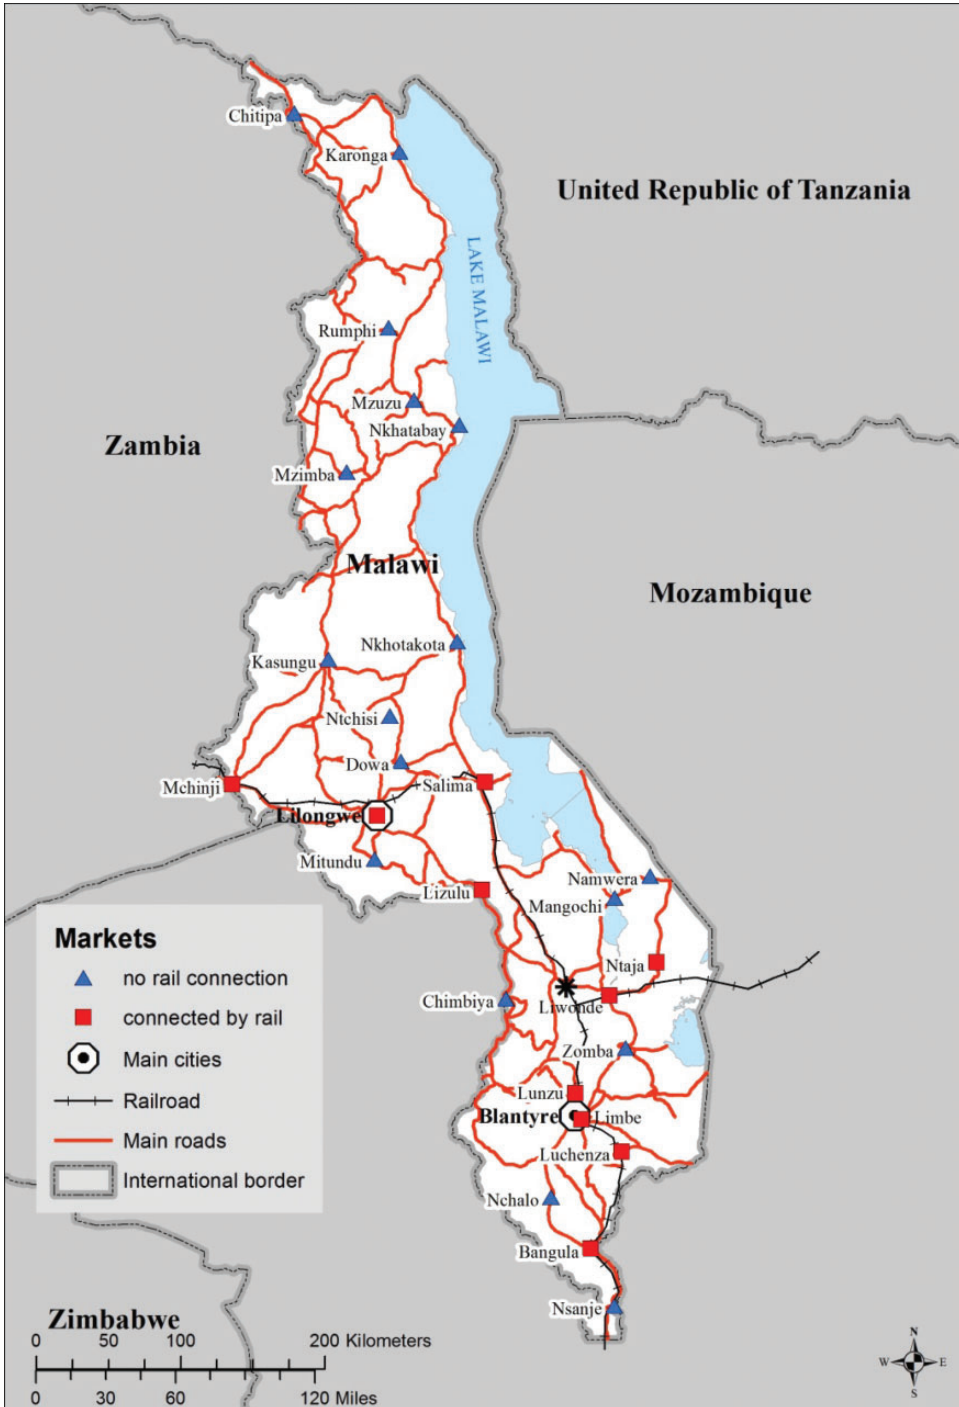 Chitipa
Karonga
United Republic of Tanzania
LAKE MALAWI
Rumphi
Mzuzu
Nkhatabay
Zambia
Mzimba
Malawi
Mozambique
Nkhotakota
Kasungu
Ntchisi
Dowa
Mchinji
Salima
Lilongwe
Mitundu
Lizulu
Namwera
Mangochi
Ntaja
Chimbiya
Liwonde
Zomba
Lunzu
Blantyre
Limbe
Luchenza
Nchalo
Bangula
Nsanje
Markets
no rail connection
connected by rail
Main cities
Railroad
Main roads
International border
Zimbabwe
0 50 100 200 Kilometers
0 30 60 120 Miles
N
W E
S